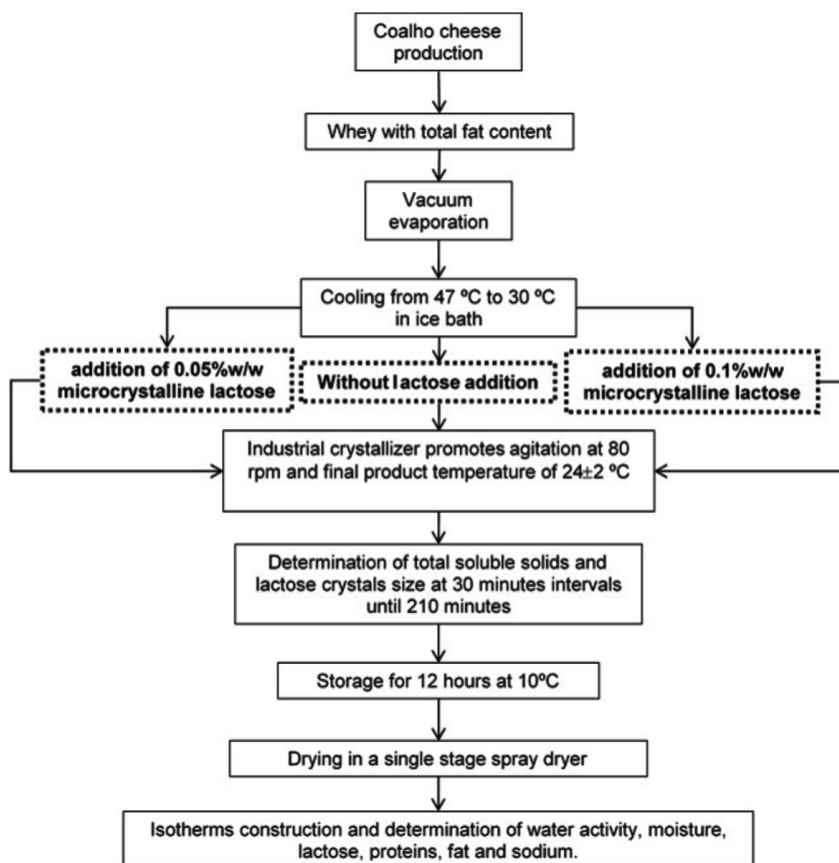 Coalho cheese
production
Whey with total fat content
Vacuum
evaporation
Cooling from 47 ºC to 30 ºC
in ice bath
addition of 0.05%w/w
microcrystalline lactose
Without lactose addition
addition of 0.1%w/w
microcrystalline lactose
Industrial crystallizer promotes agitation at 80
rpm and final product temperature of 24±2 ºC
Determination of total soluble solids and
lactose crystals size at 30 minutes intervals
until 210 minutes
Storage for 12 hours at 10ºC
Drying in a single stage spray dryer
Isotherms construction and determination of water activity, moisture,
lactose, proteins, fat and sodium.